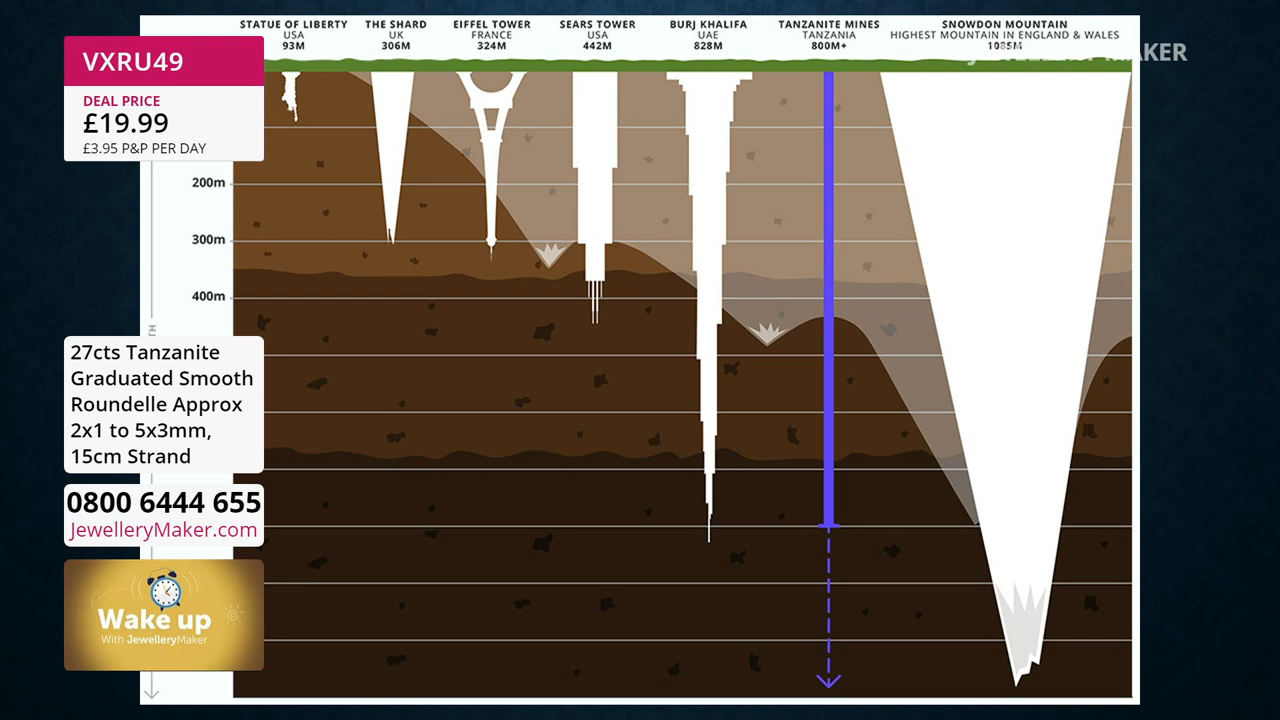 STATUE OF LIBERTY
USA
93M
THE SHARD
UK
306M
EIFFEL TOWER
FRANCE
324M
SEARS TOWER
USA
442M
BURJ KHALIFA
UAE
828M
TANZANITE MINES
TANZANIA
800M+
SNOWDON MOUNTAIN
HIGHEST MOUNTAIN IN ENGLAND & WALES
1085M
VXRU49
DEAL PRICE
£19.99
£3.95 P&P PER DAY
200m
300m
400m
27cts Tanzanite
Graduated Smooth
Roundelle Approx
2x1 to 5x3mm,
15cm Strand
0800 6444 655
JewelleryMaker.com
Wake up
With JewelleryMaker